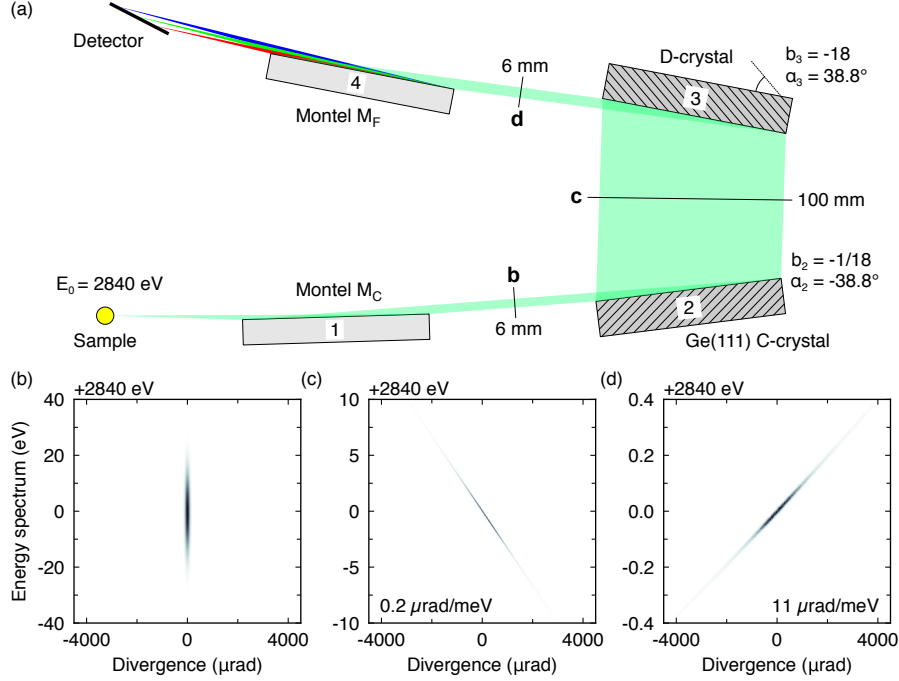 (a)
Detector
4
Montel M_F
6 mm
d
D-crystal
3
b₃ = -18
α₃ = 38.8°
c
100 mm
E₀ = 2840 eV
Sample
Montel M_C
1
b
6 mm
2
b₂ = -1/18
α₂ = -38.8°
Ge(111) C-crystal
(b)
+2840 eV
(c)
+2840 eV
(d)
+2840 eV
Energy spectrum (eV)
40
20
0
-20
-40
-4000 0 4000
Divergence (μrad)
10
5
0
-5
-10
0.2 μrad/meV
-4000 0 4000
Divergence (μrad)
0.4
0.2
0.0
-0.2
-0.4
11 μrad/meV
-4000 0 4000
Divergence (μrad)